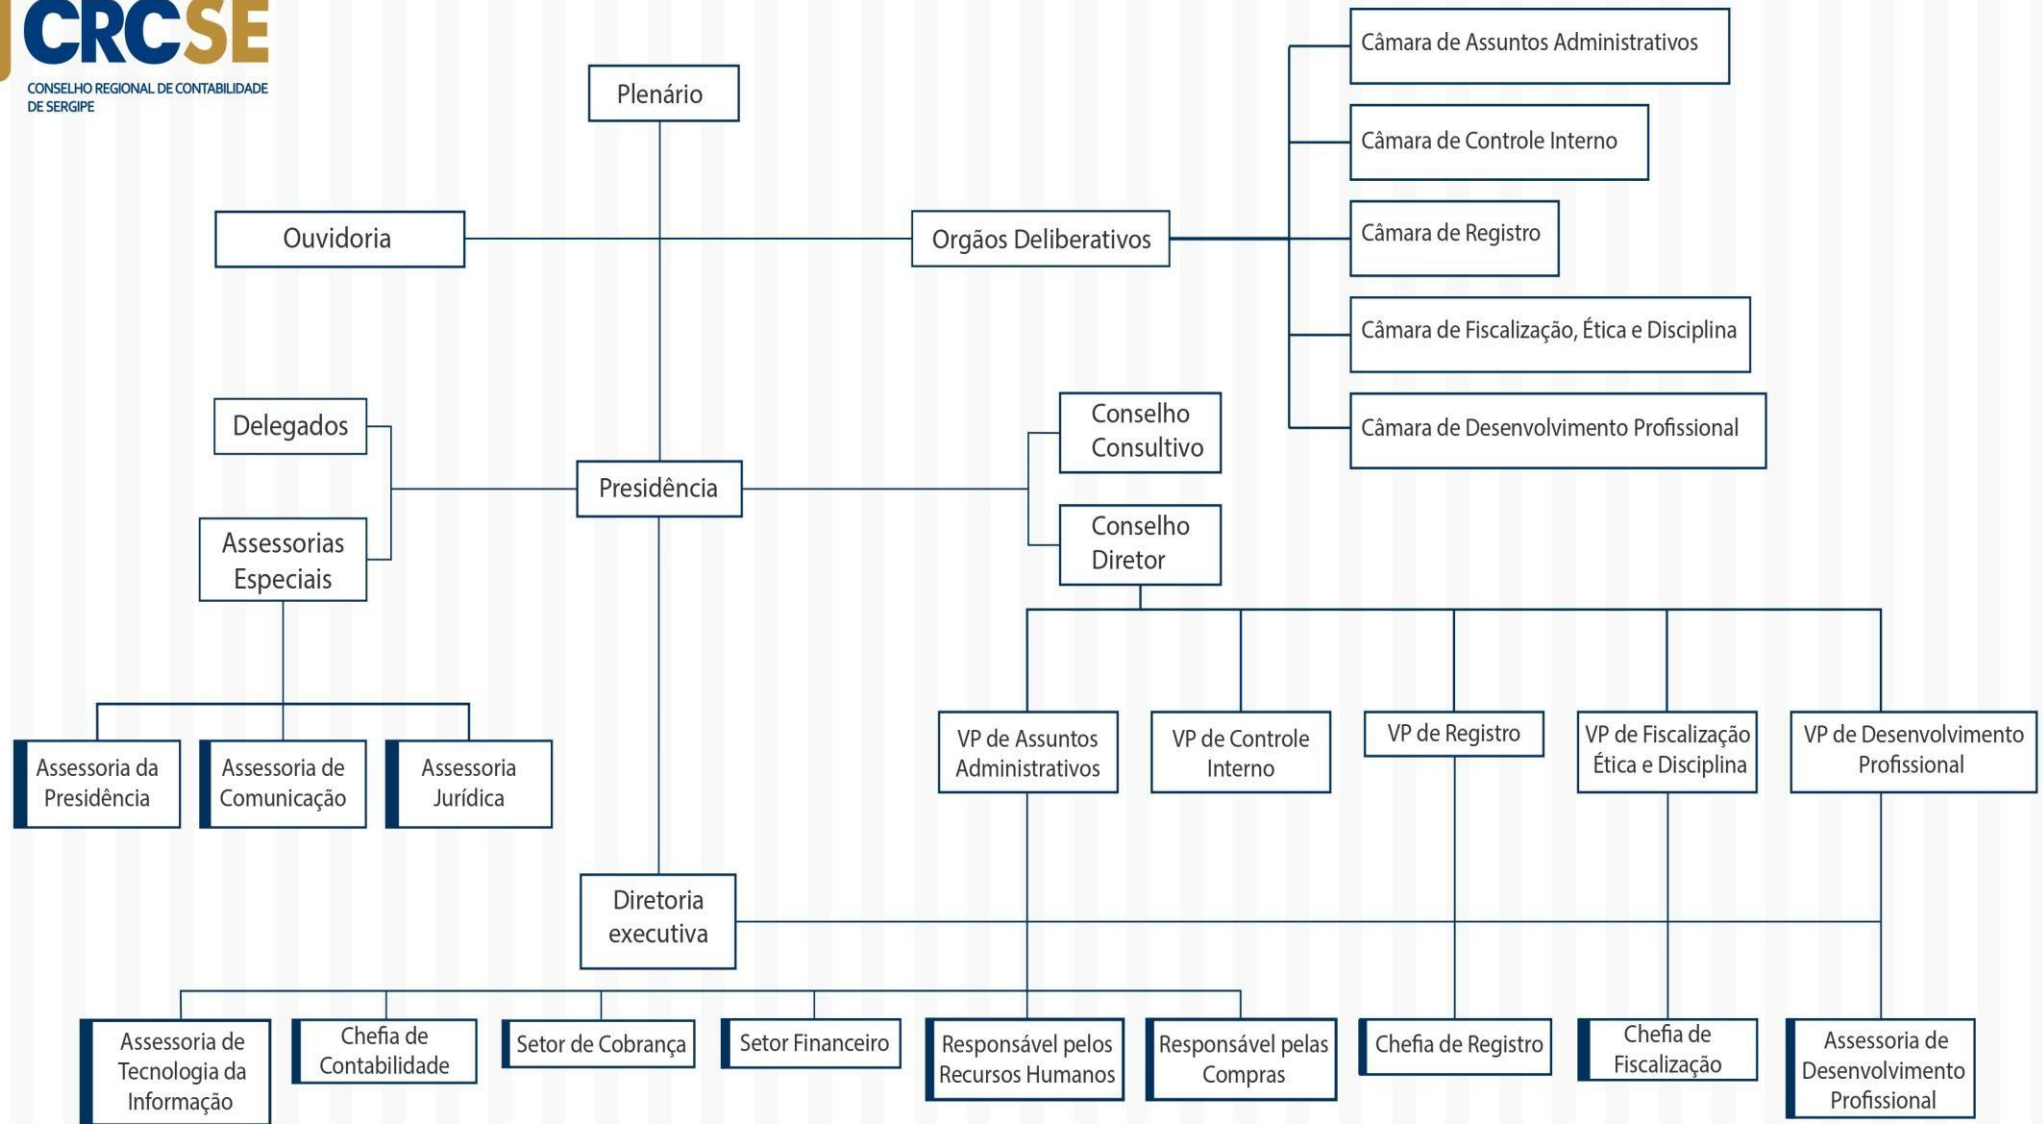 CRCSE
CONSELHO REGIONAL DE CONTABILIDADE
DE SERGIPE
Plenário
Ouvidoria
Orgãos Deliberativos
Câmara de Assuntos Administrativos
Câmara de Controle Interno
Câmara de Registro
Câmara de Fiscalização, Ética e Disciplina
Câmara de Desenvolvimento Profissional
Delegados
Assessorias
Especiais
Presidência
Conselho
Consultivo
Conselho
Diretor
Assessoria da
Presidência
Assessoria de
Comunicação
Assessoria
Jurídica
VP de Assuntos
Administrativos
VP de Controle
Interno
VP de Registro
VP de Fiscalização
Ética e Disciplina
VP de Desenvolvimento
Profissional
Diretoria
executiva
Assessoria de
Tecnologia da
Informação
Chefia de
Contabilidade
Setor de Cobrança
Setor Financeiro
Responsável pelos
Recursos Humanos
Responsável pelas
Compras
Chefia de Registro
Chefia de
Fiscalização
Assessoria de
Desenvolvimento
Profissional